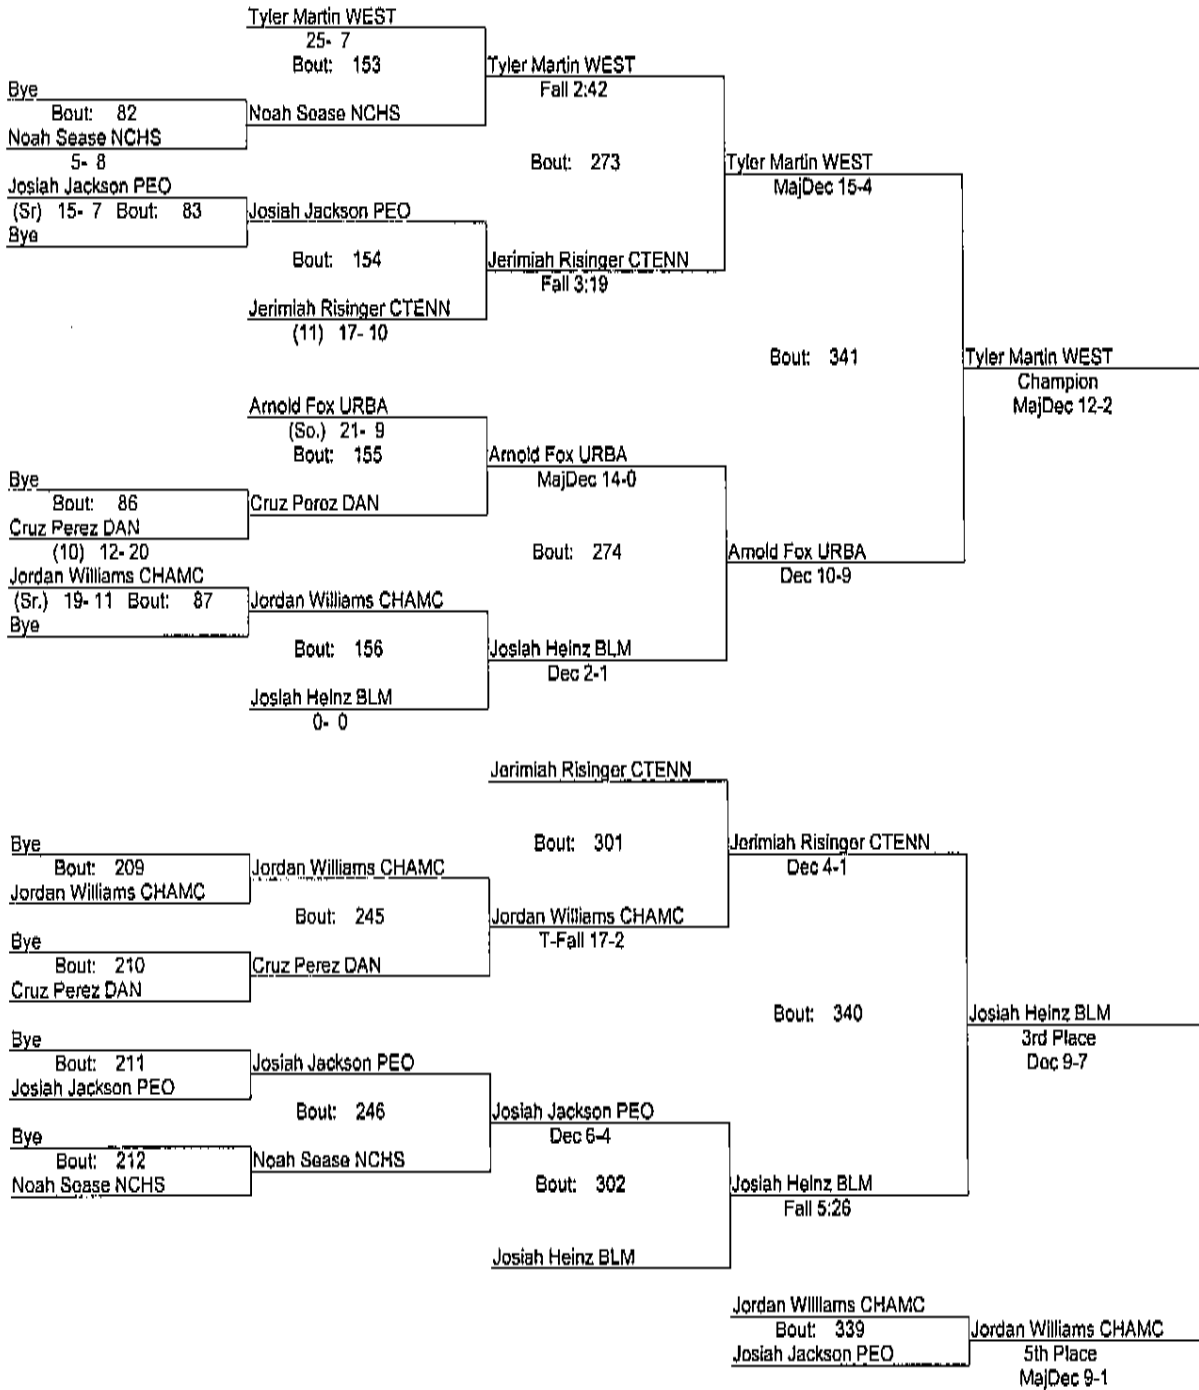 Tyler Martin WEST
25- 7
Bout: 153
Tyler Martin WEST
Fall 2:42
Bye
Bout: 82
Noah Sease NCHS
Noah Sease NCHS
5- 8
Bout: 273
Tyler Martin WEST
MajDec 15-4
Josiah Jackson PEO
(Sr) 15- 7 Bout: 83
Josiah Jackson PEO
Bye
Bout: 154
Jerimiah Risinger CTENN
Fall 3:19
Jerimiah Risinger CTENN
(11) 17- 10
Bout: 341
Tyler Martin WEST
Champion
MajDec 12-2
Arnold Fox URBA
(So.) 21- 9
Bout: 155
Arnold Fox URBA
MajDec 14-0
Bye
Bout: 86
Cruz Perez DAN
Cruz Perez DAN
(10) 12- 20
Bout: 274
Arnold Fox URBA
Dec 10-9
Jordan Williams CHAMC
(Sr.) 19- 11 Bout: 87
Jordan Williams CHAMC
Bye
Bout: 156
Josiah Heinz BLM
Dec 2-1
Josiah Heinz BLM
0- 0
Jerimiah Risinger CTENN
Bout: 301
Jerimiah Risinger CTENN
Dec 4-1
Bye
Bout: 209
Jordan Williams CHAMC
Jordan Williams CHAMC
Bout: 245
Jordan Williams CHAMC
T-Fall 17-2
Bye
Bout: 210
Cruz Perez DAN
Cruz Perez DAN
Bout: 340
Josiah Heinz BLM
3rd Place
Dec 9-7
Bye
Bout: 211
Josiah Jackson PEO
Josiah Jackson PEO
Bout: 246
Josiah Jackson PEO
Dec 6-4
Bye
Bout: 212
Noah Sease NCHS
Noah Sease NCHS
Bout: 302
Josiah Heinz BLM
Fall 5:26
Josiah Heinz BLM
Jordan Williams CHAMC
Bout: 339
Jordan Williams CHAMC
Josiah Jackson PEO
5th Place
MajDec 9-1